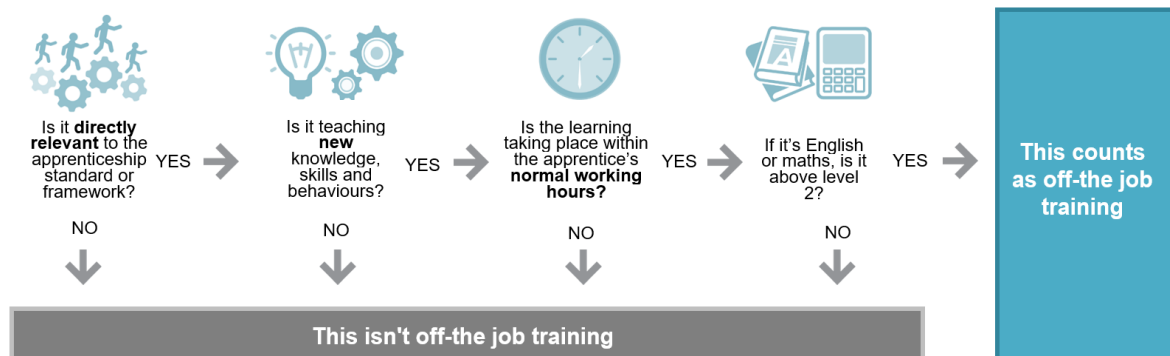 Is it directly
relevant to the
apprenticeship
standard or
framework?
YES
Is it teaching
new
knowledge,
skills and
behaviours?
YES
Is the learning
taking place within
the apprentice's
normal working
hours?
YES
If it's English
or maths, is it
above level
2?
YES
This counts
as off-the job
training
NO
NO
NO
NO
This isn't off-the job training
A